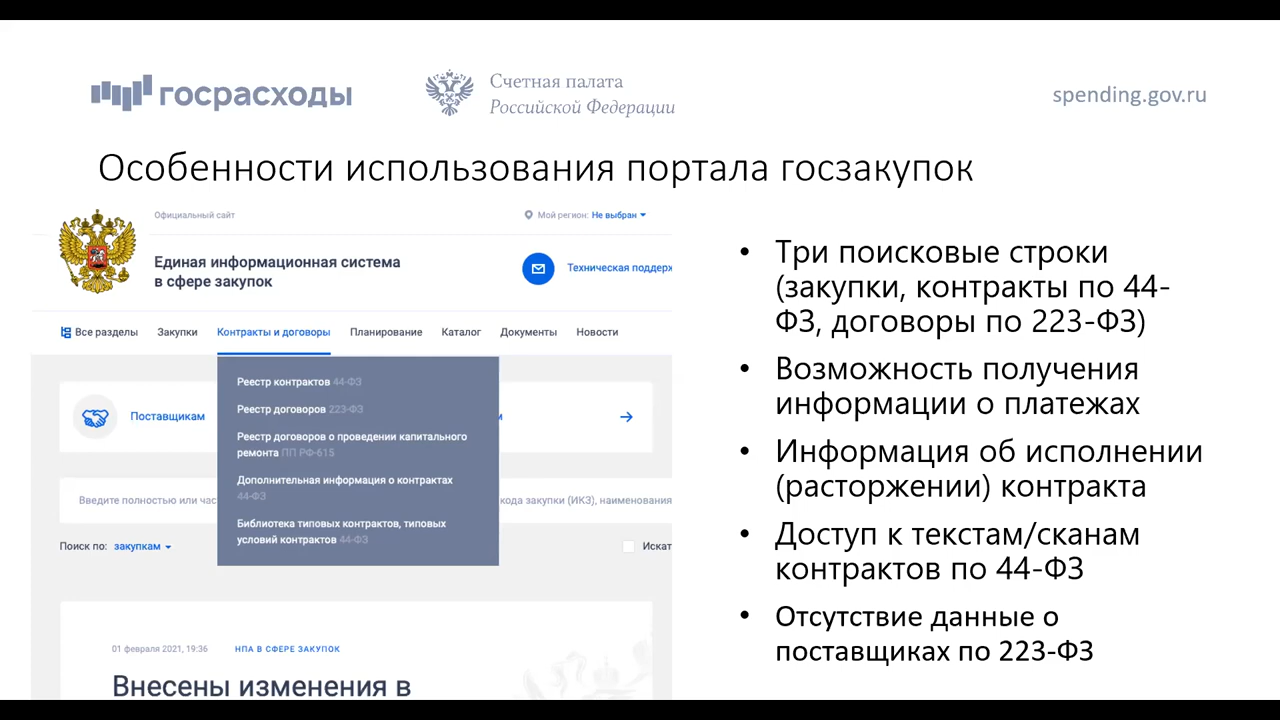 госрасходы
Счетная палата
Российской Федерации
spending.gov.ru
Особенности использования портала госзакупок
Официальный сайт
Мой регион: Не выбран
Единая информационная система
в сфере закупок
Техническая поддерж
Все разделы Закупки Контракты и договоры Планирование Каталог Документы Новости
Реестр контрактов 44-ФЗ
Реестр договоров 223-ФЗ
Реестр договоров о проведении капитального
ремонта ПП РФ-615
Дополнительная информация о контрактах
44-ФЗ
Библиотека типовых контрактов, типовых
условий контрактов 44-ФЗ
Поставщикам
Введите полностью или час
кода закупки (ИКЗ), наименования
Поиск по: закупкам
Искат
01 февраля 2021, 19:36 НПА В СФЕРЕ ЗАКУПОК
Внесены изменения в
• Три поисковые строки
(закупки, контракты по 44-
ФЗ, договоры по 223-ФЗ)
• Возможность получения
информации о платежах
• Информация об исполнении
(расторжении) контракта
• Доступ к текстам/сканам
контрактов по 44-ФЗ
• Отсутствие данные о
поставщиках по 223-ФЗ